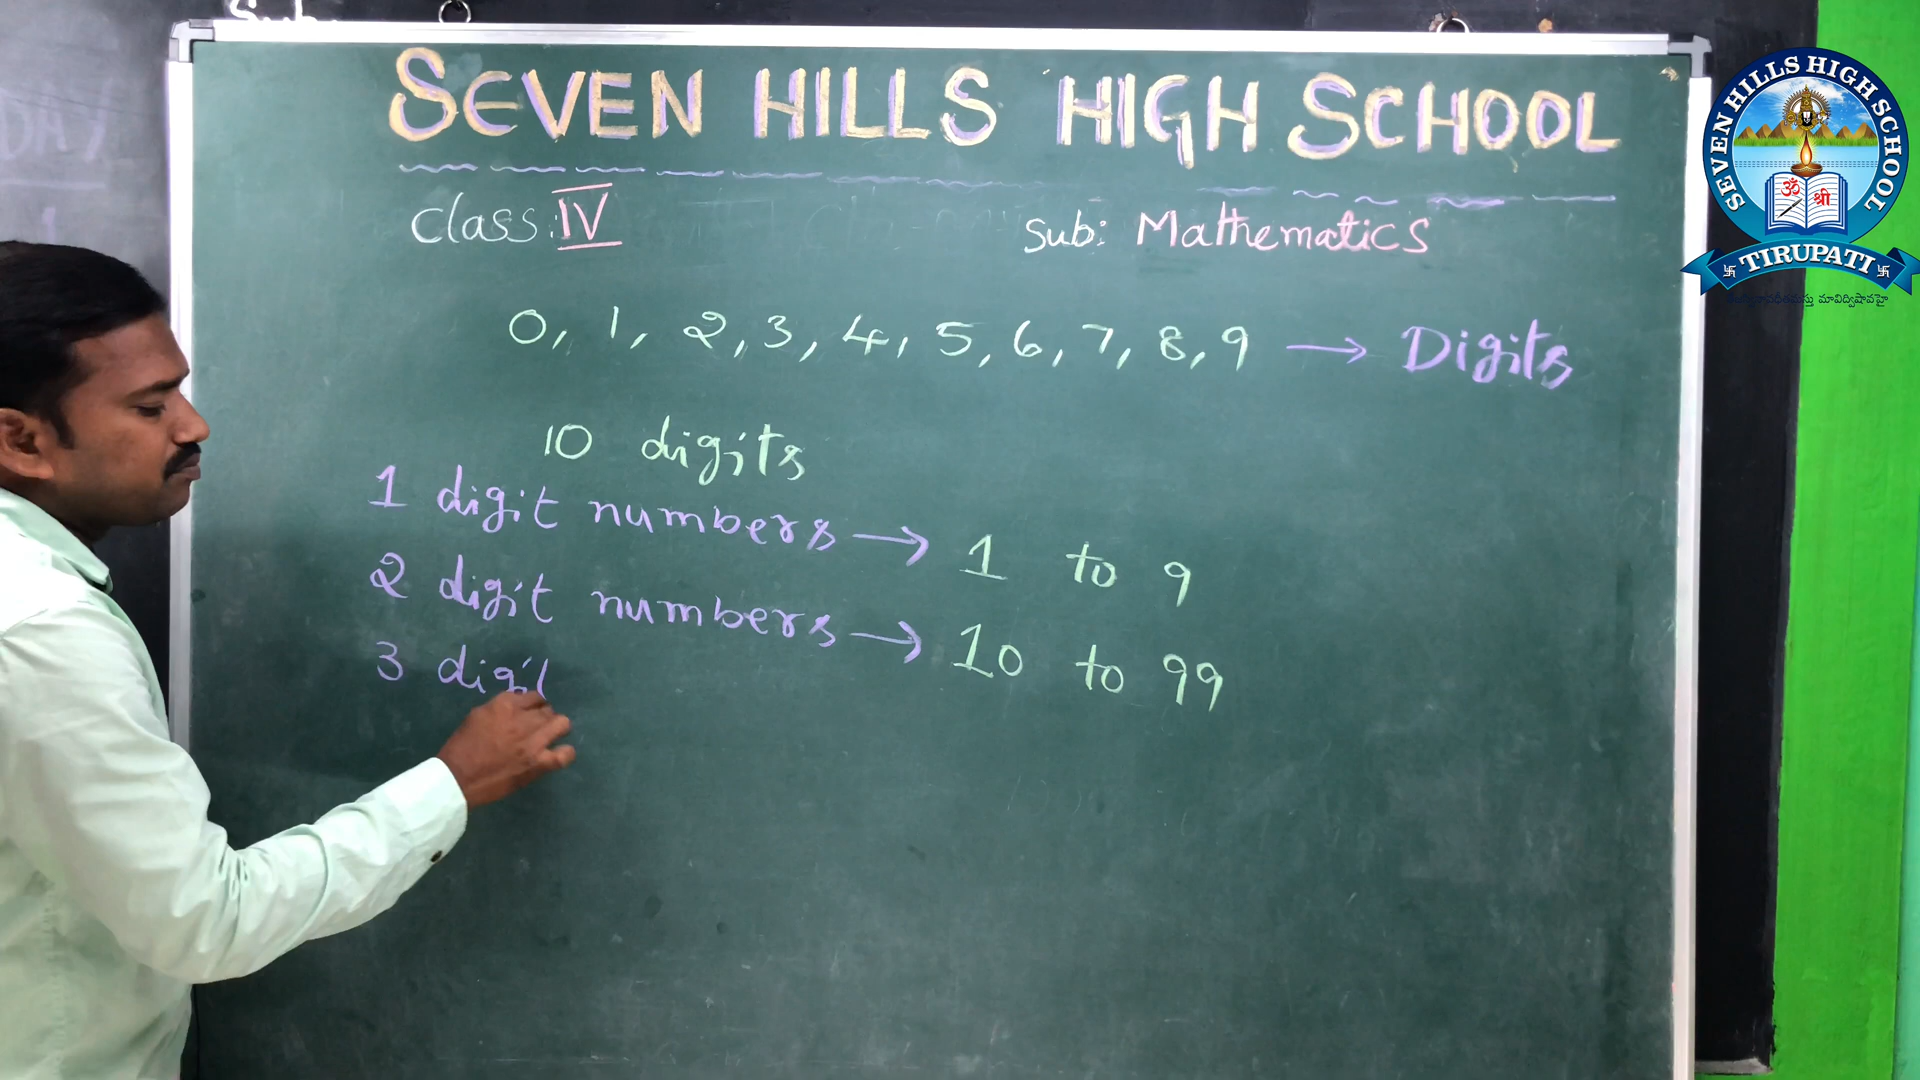 Sub:
SEVEN HILLS HIGH SCHOOL
class: IV
sub: Mathematics
0, 1, 2, 3, 4, 5, 6, 7, 8, 9 → Digits
10 digits
1 digit numbers → 1 to 9
2 digit numbers → 10 to 99
3 digit
SEVEN HILLS HIGH SCHOOL
ॐ श्री
TIRUPATI